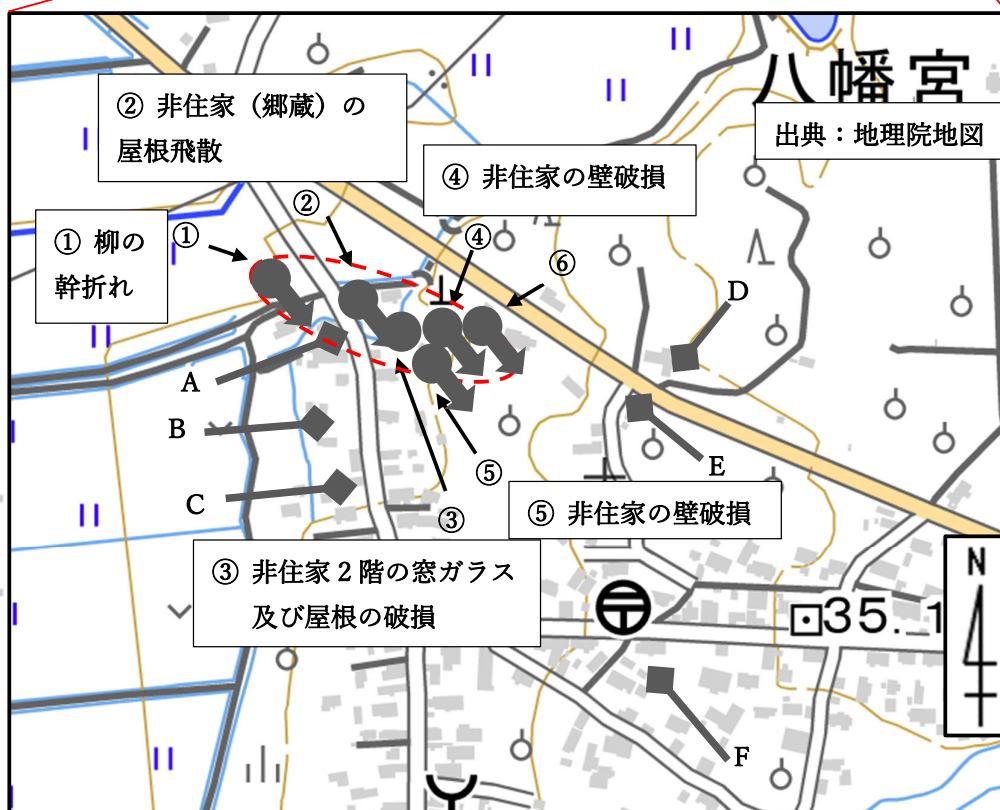 八幡宮
出典：地理院地図
② 非住家（郷蔵）の
屋根飛散
④ 非住家の壁破損
① 柳の
幹折れ
①
②
④
⑥
D
A
B
C
E
⑤
③
⑤ 非住家の壁破損
③ 非住家２階の窓ガラス
及び屋根の破損
N
35.1
F